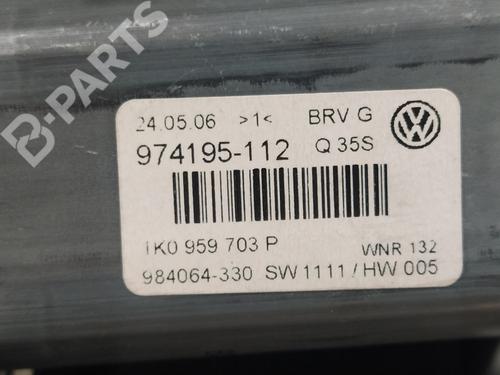 B-PARTS
24.05.06 >1< BRV G
974195-112 Q 35S
1K0 959 703 P WNR 132
984064-330 SW 1111 / HW 005